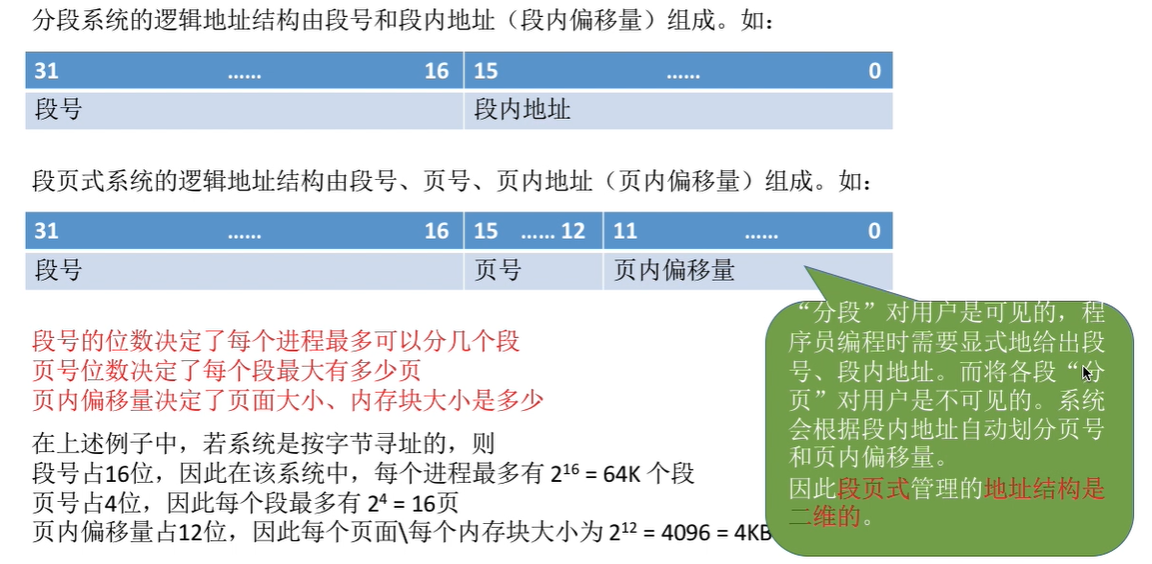 分段系统的逻辑地址结构由段号和段内地址（段内偏移量）组成。如：
31 …… 16 15 …… 0
段号 段内地址
段页式系统的逻辑地址结构由段号、页号、页内地址（页内偏移量）组成。如：
31 …… 16 15 …… 12 11 …… 0
段号 页号 页内偏移量
段号的位数决定了每个进程最多可以分几个段
页号位数决定了每个段最大有多少页
页内偏移量决定了页面大小、内存块大小是多少
在上述例子中，若系统是按字节寻址的，则
段号占16位，因此在该系统中，每个进程最多有 2¹⁶ = 64K 个段
页号占4位，因此每个段最多有 2⁴ = 16页
页内偏移量占12位，因此每个页面\每个内存块大小为 2¹² = 4096 = 4KB
“分段”对用户是可见的，程
序员编程时需要显式地给出段
号、段内地址。而将各段“分
页”对用户是不可见的。系统
会根据段内地址自动划分页号
和页内偏移量。
因此段页式管理的地址结构是
二维的。